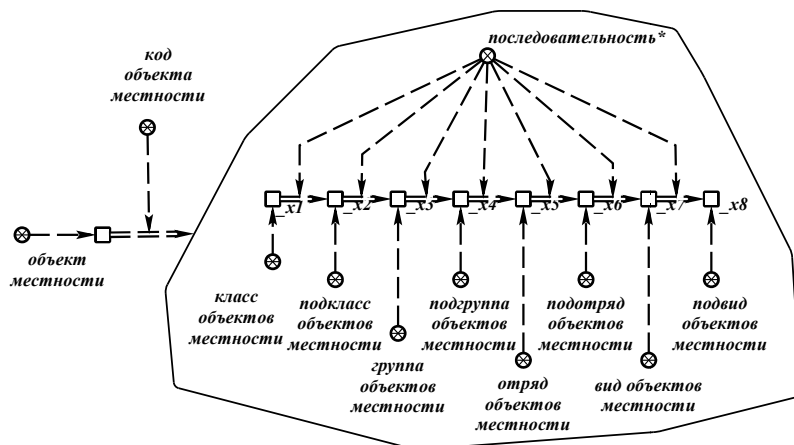 код
объекта
местности
последовательность*
_x1
_x2
_x3
_x4
_x5
_x6
_x7
_x8
объект
местности
класс
объектов
местности
подкласс
объектов
местности
группа
объектов
местности
подгруппа
объектов
местности
отряд
объектов
местности
подотряд
объектов
местности
вид объектов
местности
подвид
объектов
местности